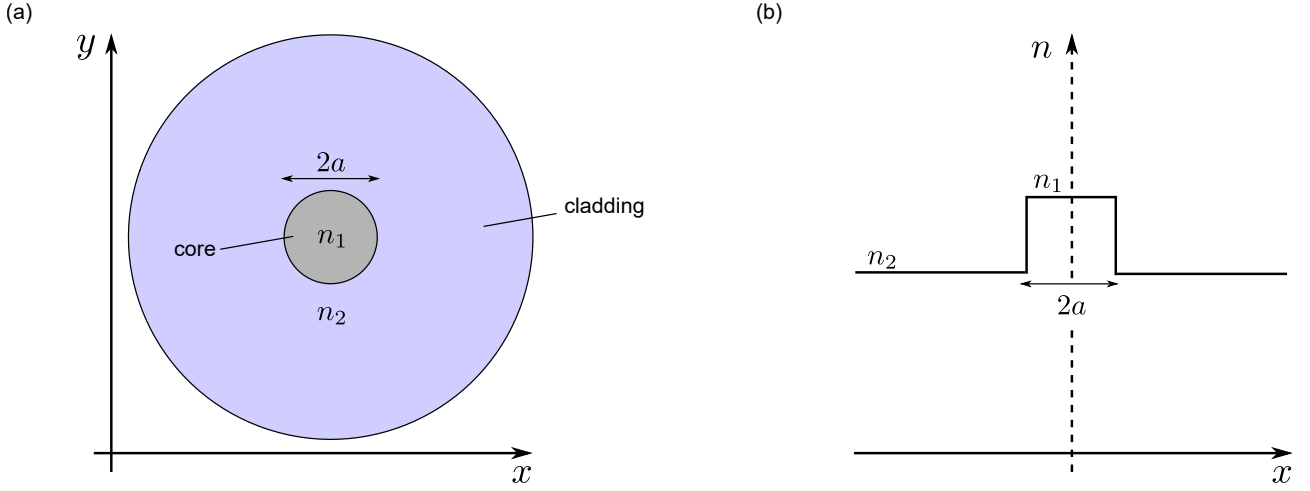 (a)
y
2a
cladding
core
n₁
n₂
x
(b)
n
n₁
n₂
2a
x